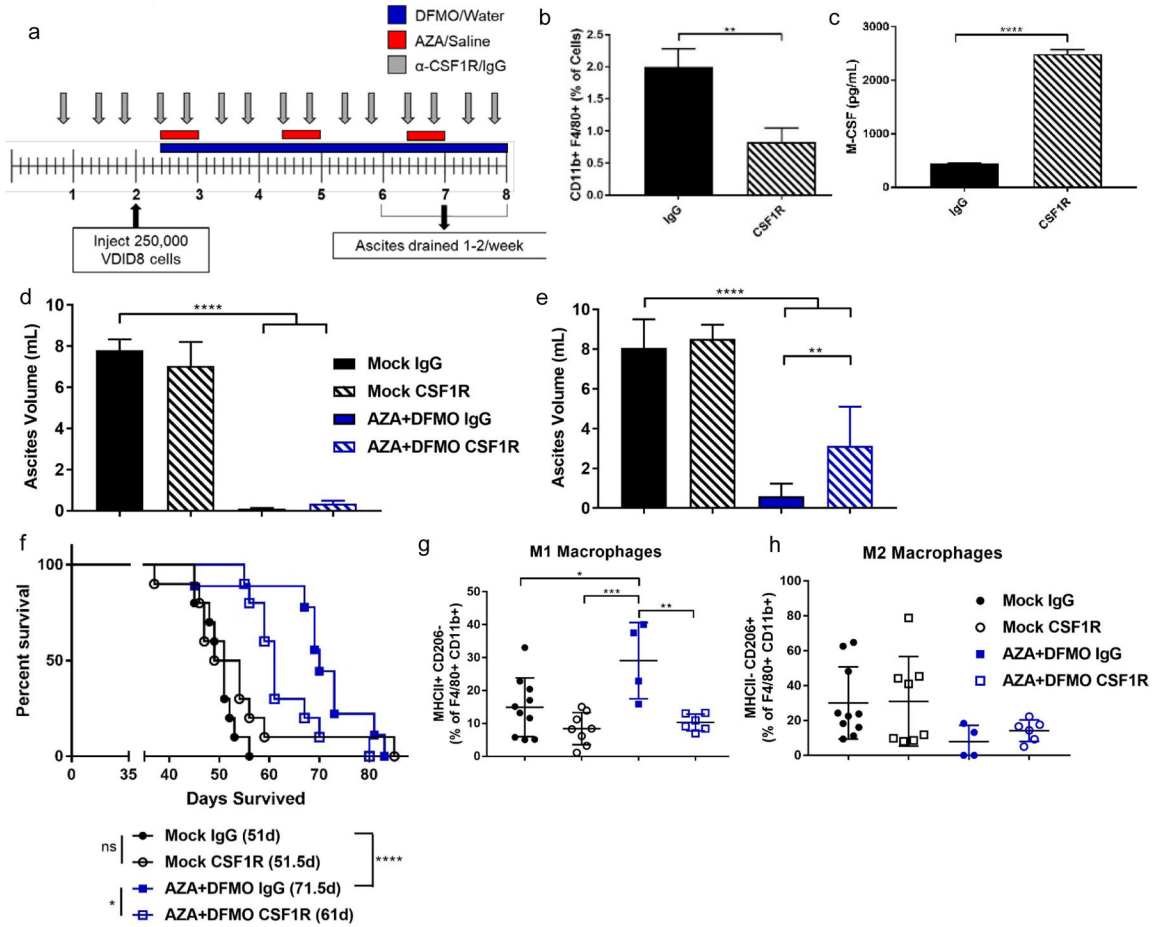 a
DFMO/Water
AZA/Saline
α-CSF1R/IgG
1 2 3 4 5 6 7 8
Inject 250,000
VDID8 cells
Ascites drained 1-2/week
b
CD11b+ F4/80+ (% of Cells)
2.5
2.0
1.5
1.0
0.5
0.0
**
IgG
CSF1R
c
M-CSF (pg/mL)
3000
2000
1000
0
****
IgG
CSF1R
d
Ascites Volume (mL)
10
8
6
4
2
0
****
Mock IgG
Mock CSF1R
AZA+DFMO IgG
AZA+DFMO CSF1R
e
Ascites Volume (mL)
10
8
6
4
2
0
****
**
f
Percent survival
100
50
0
0 35 40 50 60 70 80
Days Survived
ns
*
Mock IgG (51d)
Mock CSF1R (51.5d)
AZA+DFMO IgG (71.5d)
AZA+DFMO CSF1R (61d)
****
g
M1 Macrophages
MHCII+ CD206-
(% of F4/80+ CD11b+)
50
40
30
20
10
0
*
***
**
h
M2 Macrophages
MHCII- CD206+
(% of F4/80+ CD11b+)
100
80
60
40
20
0
Mock IgG
Mock CSF1R
AZA+DFMO IgG
AZA+DFMO CSF1R